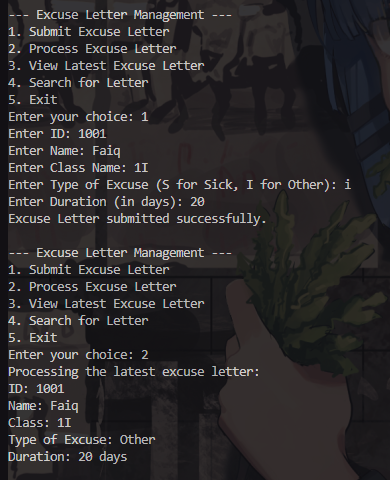 --- Excuse Letter Management ---
1. Submit Excuse Letter
2. Process Excuse Letter
3. View Latest Excuse Letter
4. Search for Letter
5. Exit
Enter your choice: 1
Enter ID: 1001
Enter Name: Faiq
Enter Class Name: 1I
Enter Type of Excuse (S for Sick, I for Other): i
Enter Duration (in days): 20
Excuse Letter submitted successfully.

--- Excuse Letter Management ---
1. Submit Excuse Letter
2. Process Excuse Letter
3. View Latest Excuse Letter
4. Search for Letter
5. Exit
Enter your choice: 2
Processing the latest excuse letter:
ID: 1001
Name: Faiq
Class: 1I
Type of Excuse: Other
Duration: 20 days